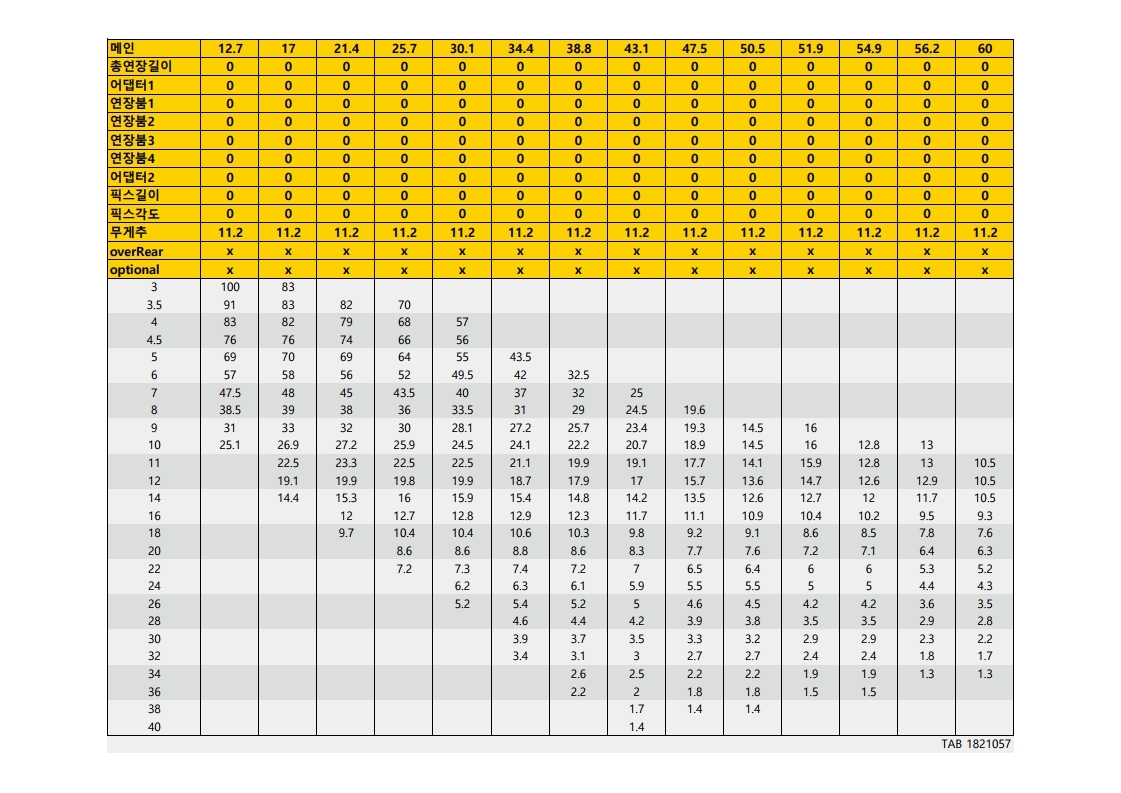 메인 12.7 17 21.4 25.7 30.1 34.4 38.8 43.1 47.5 50.5 51.9 54.9 56.2 60
총연장길이 0 0 0 0 0 0 0 0 0 0 0 0 0 0
어댑터1 0 0 0 0 0 0 0 0 0 0 0 0 0 0
연장붐1 0 0 0 0 0 0 0 0 0 0 0 0 0 0
연장붐2 0 0 0 0 0 0 0 0 0 0 0 0 0 0
연장붐3 0 0 0 0 0 0 0 0 0 0 0 0 0 0
연장붐4 0 0 0 0 0 0 0 0 0 0 0 0 0 0
어댑터2 0 0 0 0 0 0 0 0 0 0 0 0 0 0
픽스길이 0 0 0 0 0 0 0 0 0 0 0 0 0 0
픽스각도 0 0 0 0 0 0 0 0 0 0 0 0 0 0
무게추 11.2 11.2 11.2 11.2 11.2 11.2 11.2 11.2 11.2 11.2 11.2 11.2 11.2 11.2
overRear x x x x x x x x x x x x x x
optional x x x x x x x x x x x x x x
3 100 83
3.5 91 83 82 70
4 83 82 79 68 57
4.5 76 76 74 66 56
5 69 70 69 64 55 43.5
6 57 58 56 52 49.5 42 32.5
7 47.5 48 45 43.5 40 37 32 25
8 38.5 39 38 36 33.5 31 29 24.5 19.6
9 31 33 32 30 28.1 27.2 25.7 23.4 19.3 14.5 16
10 25.1 26.9 27.2 25.9 24.5 24.1 22.2 20.7 18.9 14.5 16 12.8 13
11 22.5 23.3 22.5 22.5 21.1 19.9 19.1 17.7 14.1 15.9 12.8 13 10.5
12 19.1 19.9 19.8 19.9 18.7 17.9 17 15.7 13.6 14.7 12.6 12.9 10.5
14 14.4 15.3 16 15.9 15.4 14.8 14.2 13.5 12.6 12.7 12 11.7 10.5
16 12 12.7 12.8 12.9 12.3 11.7 11.1 10.9 10.4 10.2 9.5 9.3
18 9.7 10.4 10.4 10.6 10.3 9.8 9.2 9.1 8.6 8.5 7.8 7.6
20 8.6 8.6 8.8 8.6 8.3 7.7 7.6 7.2 7.1 6.4 6.3
22 7.2 7.3 7.4 7.2 7 6.5 6.4 6 6 5.3 5.2
24 6.2 6.3 6.1 5.9 5.5 5.5 5 5 4.4 4.3
26 5.2 5.4 5.2 5 4.6 4.5 4.2 4.2 3.6 3.5
28 4.6 4.4 4.2 3.9 3.8 3.5 3.5 2.9 2.8
30 3.9 3.7 3.5 3.3 3.2 2.9 2.9 2.3 2.2
32 3.4 3.1 3 2.7 2.7 2.4 2.4 1.8 1.7
34 2.6 2.5 2.2 2.2 1.9 1.9 1.3 1.3
36 2.2 2 1.8 1.8 1.5 1.5
38 1.7 1.4 1.4
40 1.4
TAB 1821057